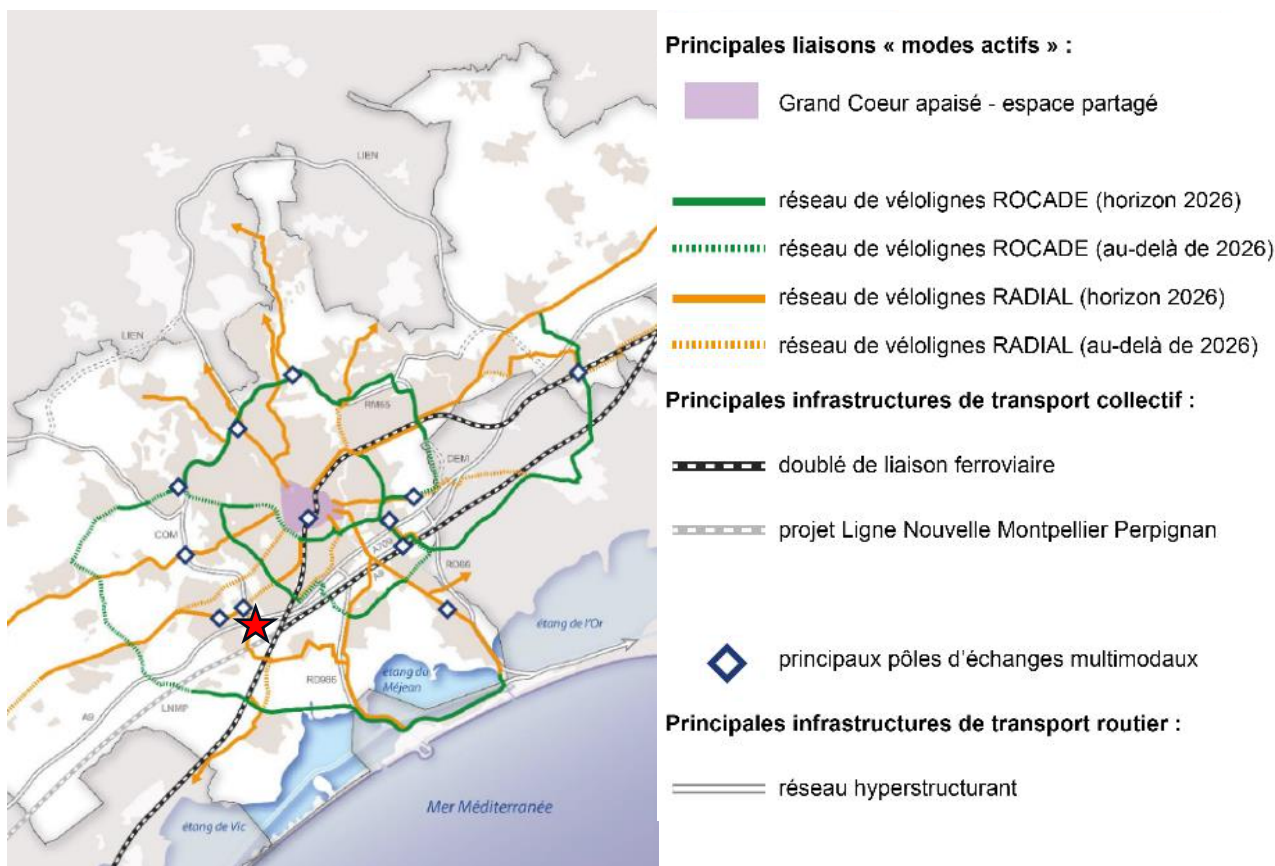 LIEN
LIEN
RM65
DEM
COM
A709
A9
RD66
étang de l'Or
étang du
Méjean
RD986
A9
LNMP
Mer Méditerranée
étang de Vic
Principales liaisons « modes actifs » :
Grand Coeur apaisé - espace partagé
réseau de vélolignes ROCADE (horizon 2026)
réseau de vélolignes ROCADE (au-delà de 2026)
réseau de vélolignes RADIAL (horizon 2026)
réseau de vélolignes RADIAL (au-delà de 2026)
Principales infrastructures de transport collectif :
doublé de liaison ferroviaire
projet Ligne Nouvelle Montpellier Perpignan
principaux pôles d'échanges multimodaux
Principales infrastructures de transport routier :
réseau hyperstructurant